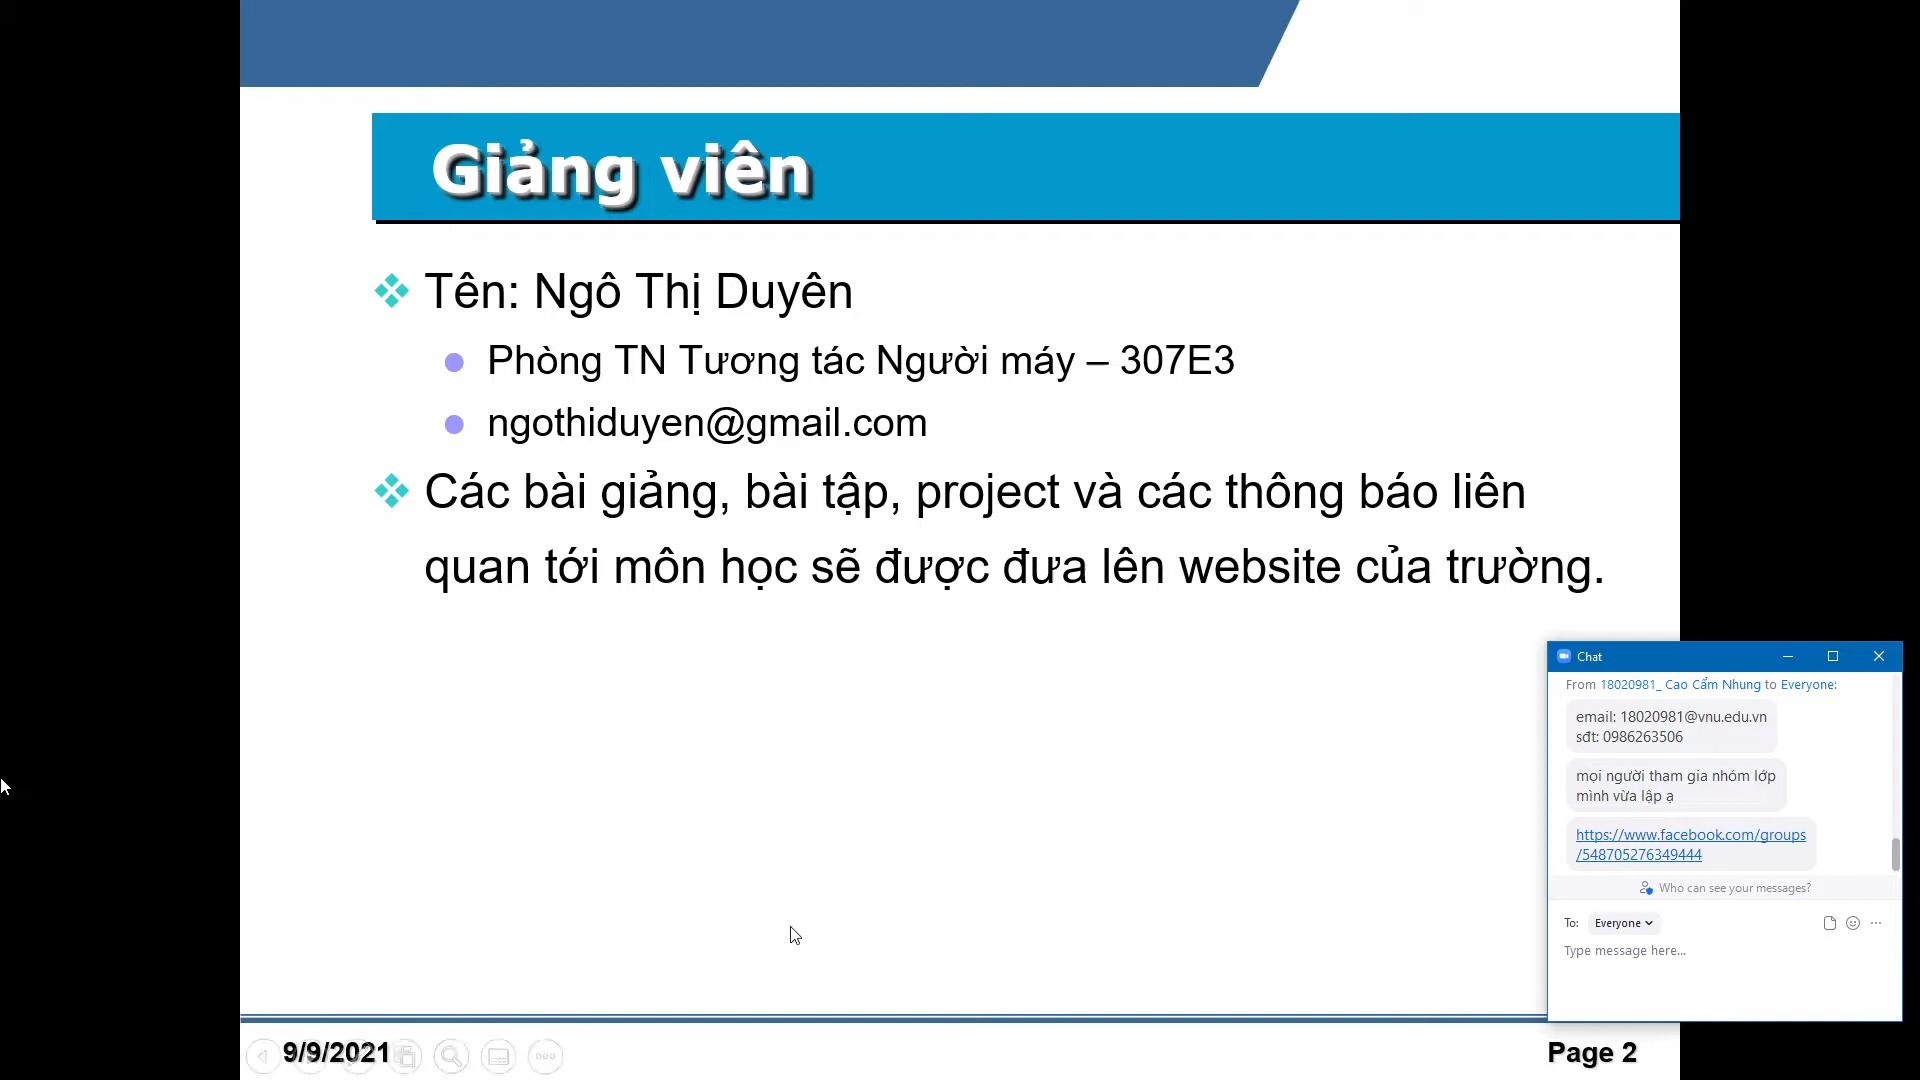 Giảng viên
Tên: Ngô Thị Duyên
Phòng TN Tương tác Người máy – 307E3
ngothiduyen@gmail.com
Các bài giảng, bài tập, project và các thông báo liên
quan tới môn học sẽ được đưa lên website của trường.
Chat
From 18020981_ Cao Cẩm Nhung to Everyone:
email: 18020981@vnu.edu.vn
sđt: 0986263506
mọi người tham gia nhóm lớp
mình vừa lập ạ
https://www.facebook.com/groups
/548705276349444
Who can see your messages?
To: Everyone
Type message here...
9/9/2021
Page 2